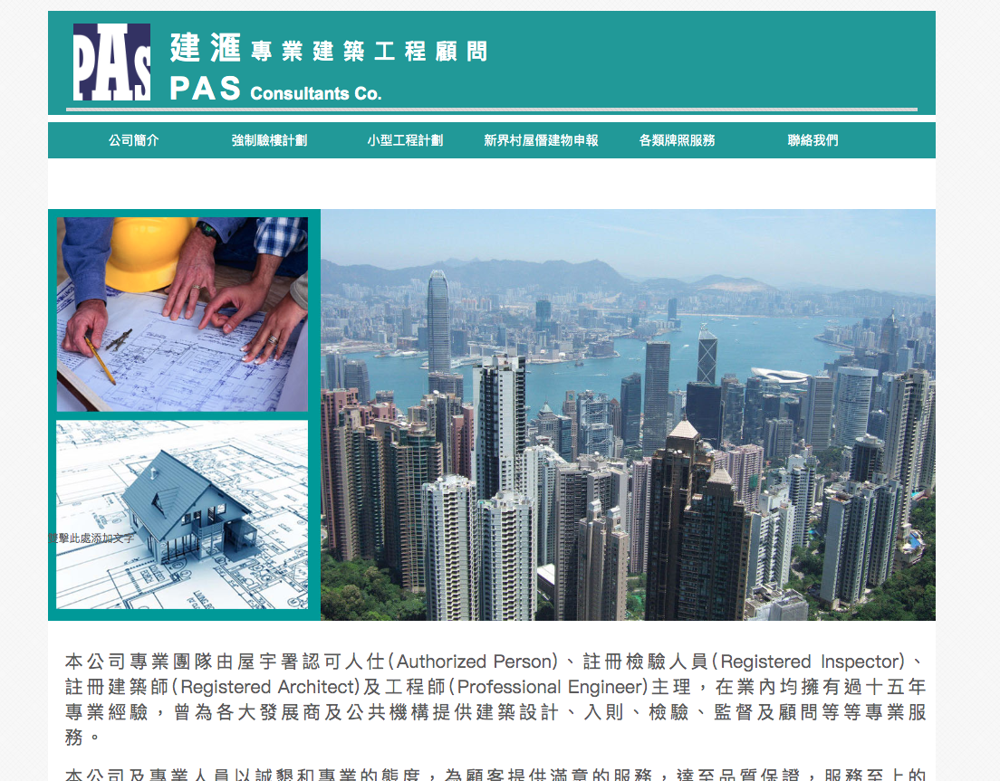 PAS
建滙專業建築工程顧問
PAS Consultants Co.
公司簡介 強制驗樓計劃 小型工程計劃 新界村屋僭建物申報 各類牌照服務 聯絡我們
雙擊此處添加文字
本公司專業團隊由屋宇署認可人仕(Authorized Person)、註冊檢驗人員(Registered Inspector)、
註冊建築師(Registered Architect)及工程師(Professional Engineer)主理，在業內均擁有過十五年
專業經驗，曾為各大發展商及公共機構提供建築設計、入則、檢驗、監督及顧問等等專業服
務。
本公司及專業人員以誠懇和專業的態度，為顧客提供滿意的服務，達至品質保證，服務至上的